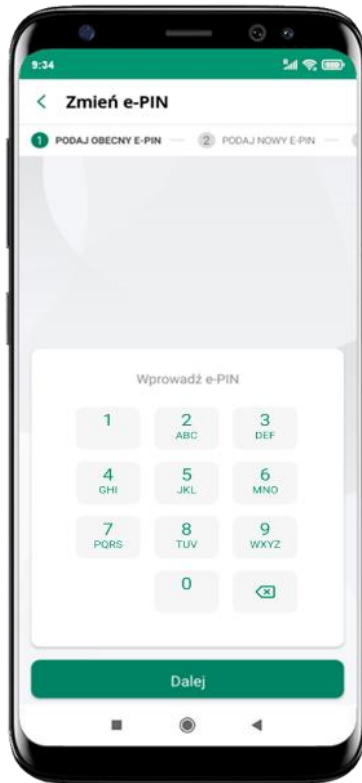 9:34
Zmień e-PIN
1 PODAJ OBECNY E-PIN 2 PODAJ NOWY E-PIN
Wprowadź e-PIN
1 2 3
ABC DEF
4 5 6
GHI JKL MNO
7 8 9
PQRS TUV WXYZ
0
Dalej